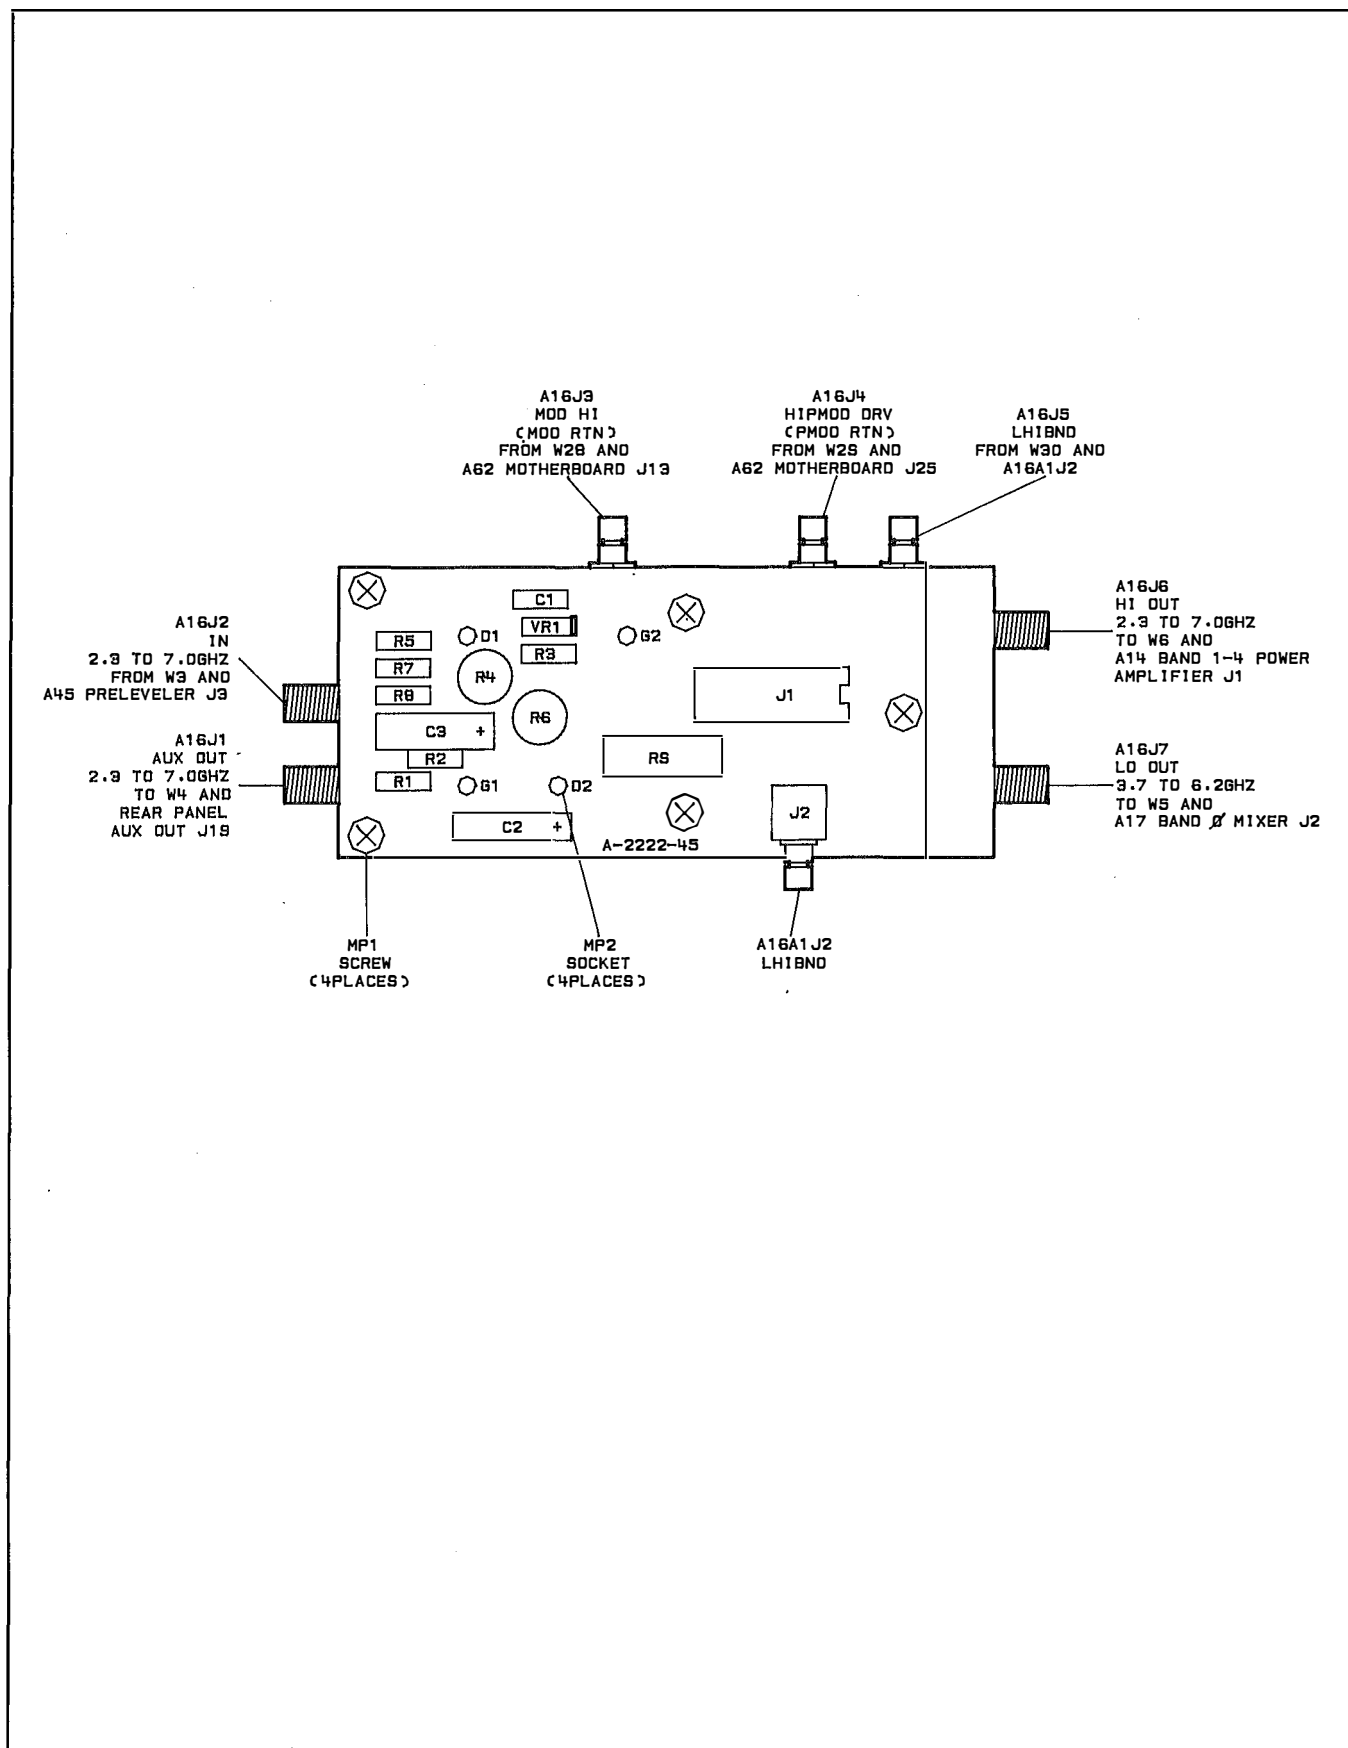 A16J3
MOD HI
(MOD RTN)
FROM W28 AND
A62 MOTHERBOARD J13
A16J4
HIPMOD DRV
(PMOD RTN)
FROM W29 AND
A62 MOTHERBOARD J25
A16J5
LHIBND
FROM W30 AND
A16A1J2
A16J2
IN
2.3 TO 7.0GHZ
FROM W3 AND
A45 PRELEVELER J3
A16J1
AUX OUT
2.3 TO 7.0GHZ
TO W4 AND
REAR PANEL
AUX OUT J19
C1
VR1
R3
D1
G2
R5
R7
R8
R4
R6
C3 +
R2
R1
G1
D2
C2 +
J1
R9
J2
A-2222-45
A16J6
HI OUT
2.3 TO 7.0GHZ
TO W6 AND
A14 BAND 1-4 POWER
AMPLIFIER J1
A16J7
LO OUT
3.7 TO 6.2GHZ
TO W5 AND
A17 BAND Ø MIXER J2
MP1
SCREW
(4PLACES)
MP2
SOCKET
(4PLACES)
A16A1J2
LHIBND